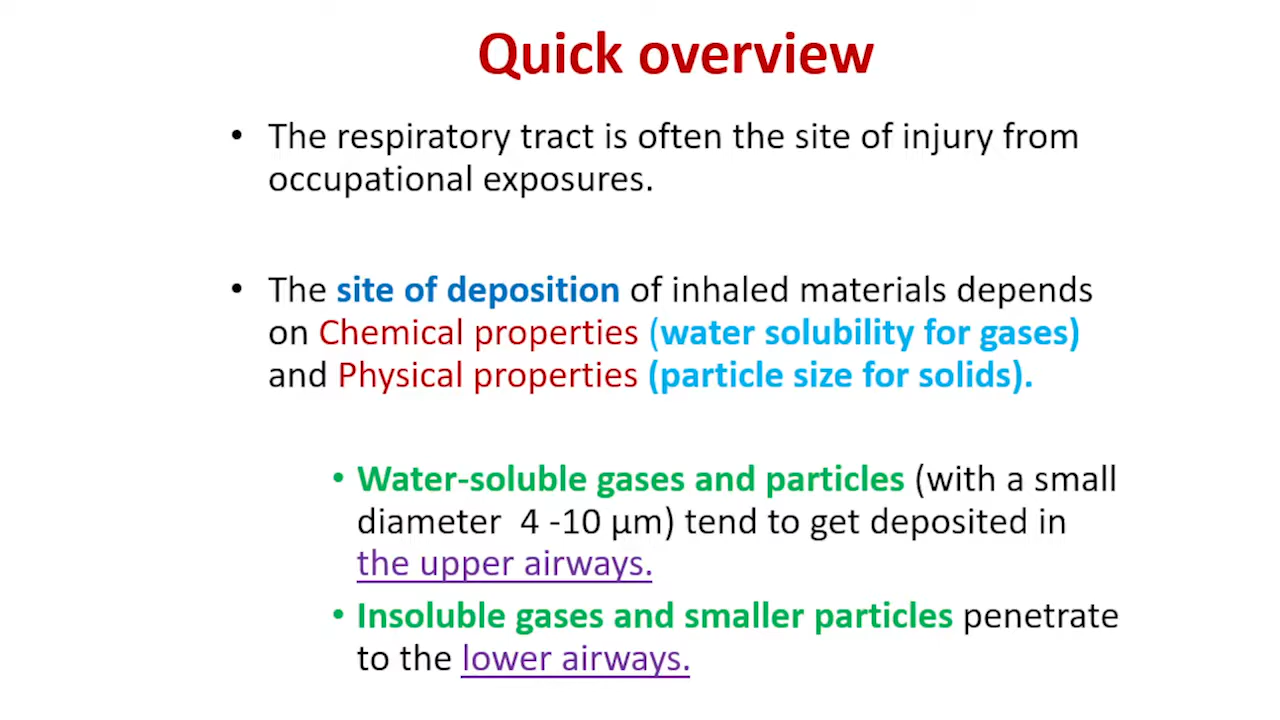 Quick overview
• The respiratory tract is often the site of injury from
occupational exposures.
• The site of deposition of inhaled materials depends
on Chemical properties (water solubility for gases)
and Physical properties (particle size for solids).
• Water-soluble gases and particles (with a small
diameter 4 -10 µm) tend to get deposited in
the upper airways.
• Insoluble gases and smaller particles penetrate
to the lower airways.